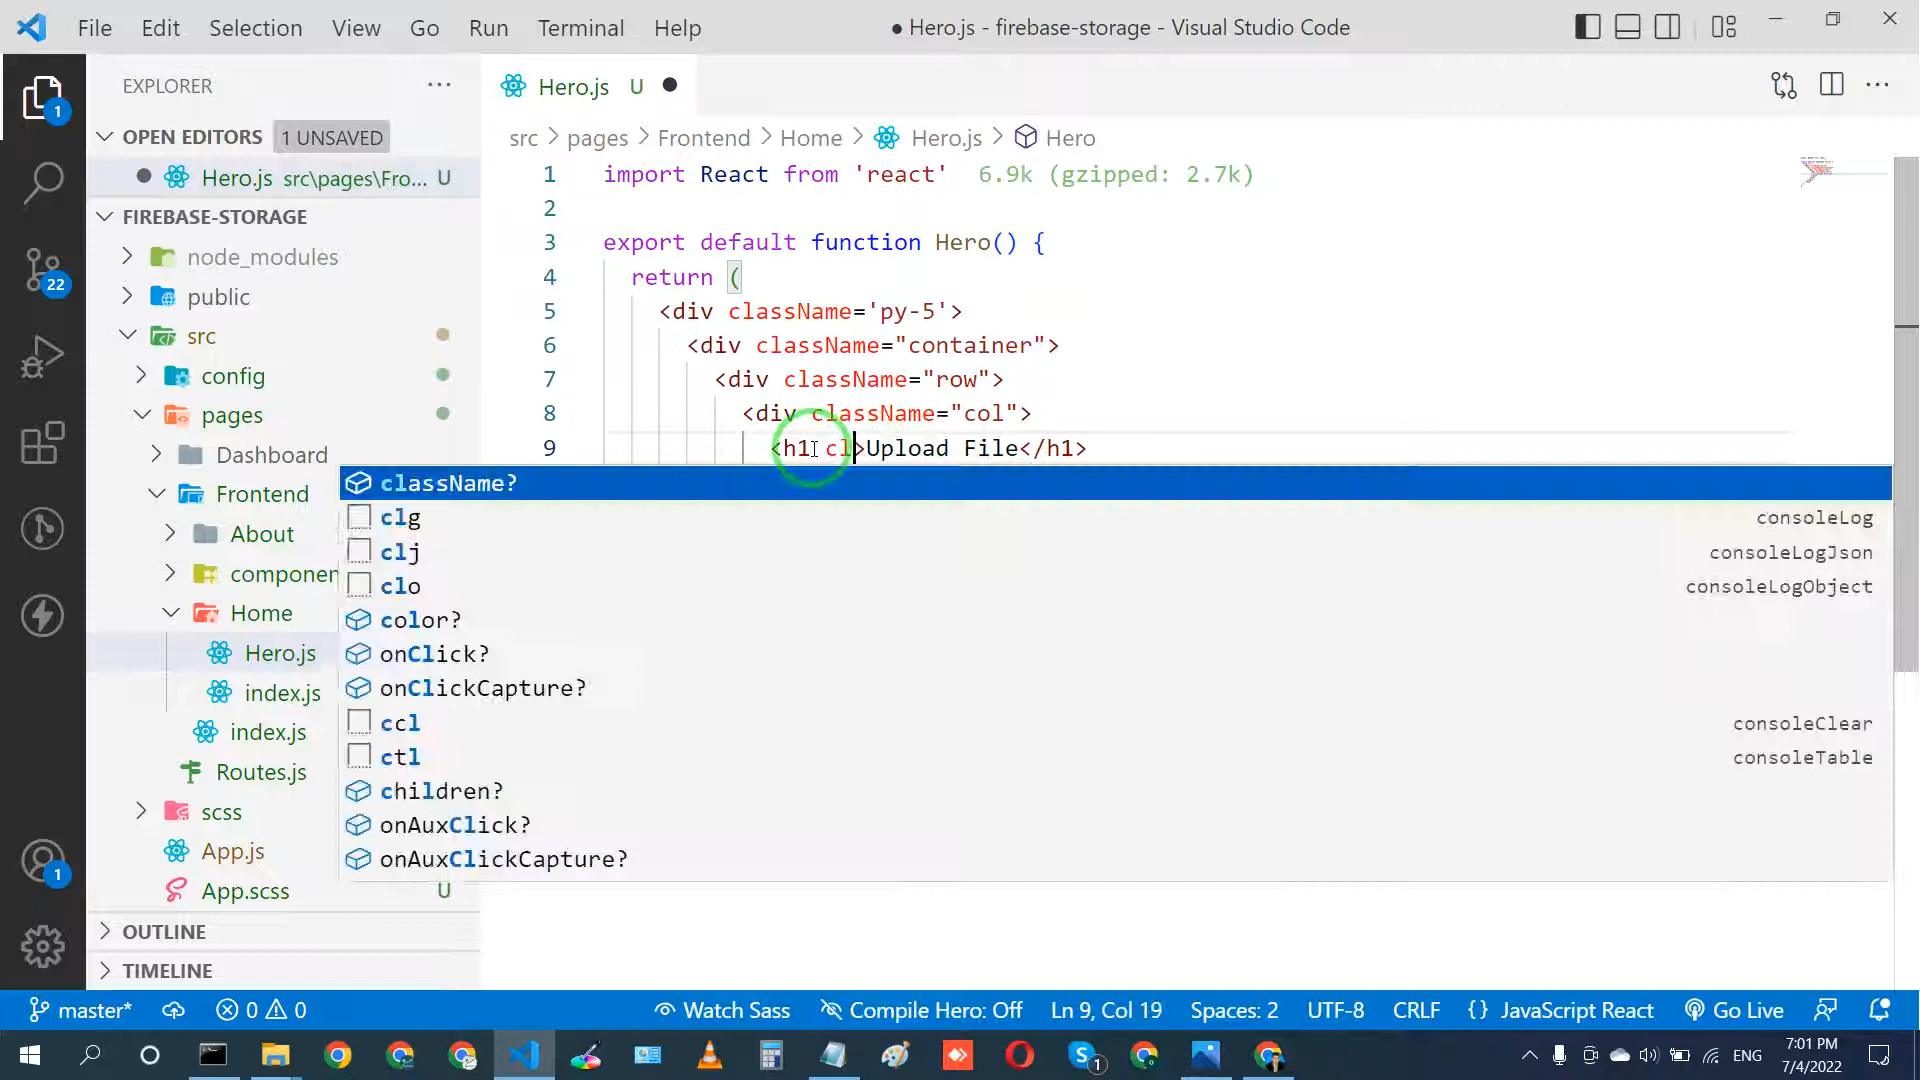 File Edit Selection View Go Run Terminal Help
● Hero.js - firebase-storage - Visual Studio Code
EXPLORER
OPEN EDITORS 1 UNSAVED
Hero.js src\pages\Fro... U
FIREBASE-STORAGE
node_modules
public
src
config
pages
Dashboard
Frontend
About
componen
Home
Hero.js
index.js
index.js
Routes.js
scss
App.js
App.scss U
OUTLINE
TIMELINE
1
22
1
Hero.js U
src > pages > Frontend > Home > Hero.js > Hero
1 import React from 'react' 6.9k (gzipped: 2.7k)
2
3 export default function Hero() {
4 return (
5 <div className='py-5'>
6 <div className="container">
7 <div className="row">
8 <div className="col">
9 <h1 cl>Upload File</h1>
className?
clg consoleLog
clj consoleLogJson
clo consoleLogObject
color?
onClick?
onClickCapture?
ccl consoleClear
ctl consoleTable
children?
onAuxClick?
onAuxClickCapture?
master* 0 0 Watch Sass Compile Hero: Off Ln 9, Col 19 Spaces: 2 UTF-8 CRLF {} JavaScript React Go Live
1
ENG
7:01 PM
7/4/2022